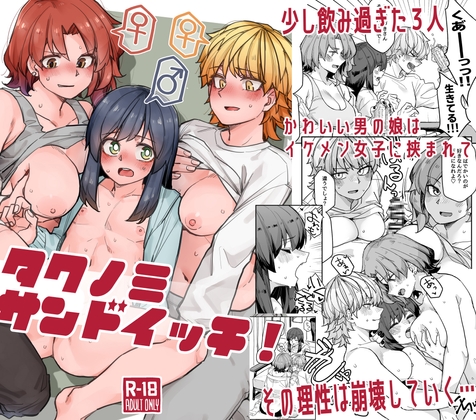 タクノミ
サンドイッチ!
R-18
ADULT ONLY
少し飲み過ぎた3人
くあーーっっ!!
生きてる!!!
かわいい男の娘は
イケメン女子に挟まれて
その理性は崩壊していく…